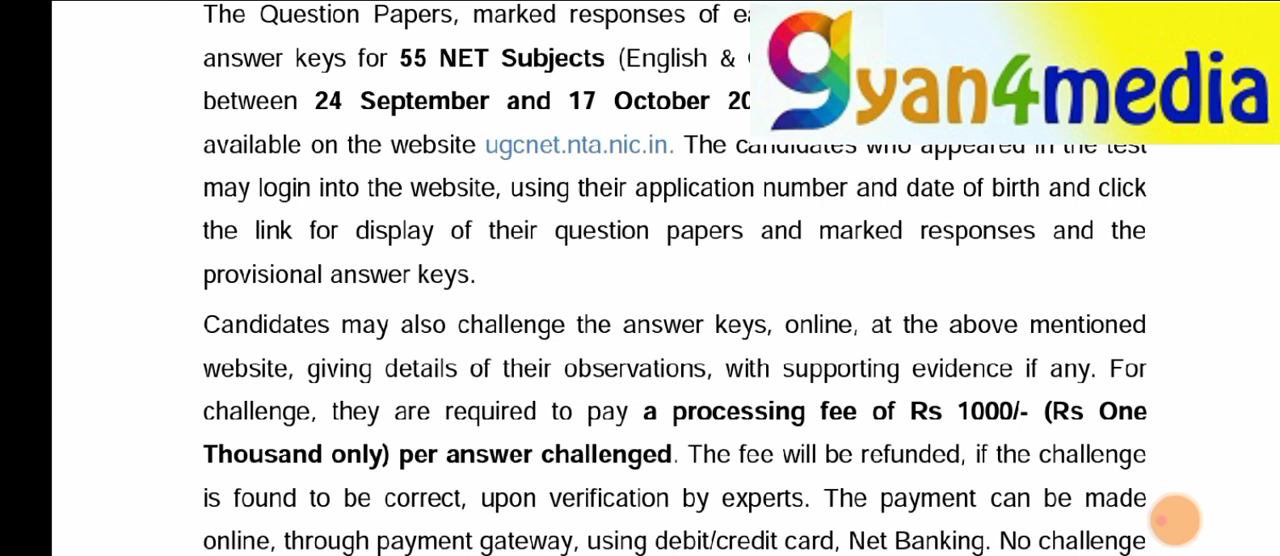 The Question Papers, marked responses of
gyan4media
answer keys for 55 NET Subjects (English &
between 24 September and 17 October
available on the website ugcnet.nta.nic.in. The candidates who appeared in the test
may login into the website, using their application number and date of birth and click
the link for display of their question papers and marked responses and the
provisional answer keys.
Candidates may also challenge the answer keys, online, at the above mentioned
website, giving details of their observations, with supporting evidence if any. For
challenge, they are required to pay a processing fee of Rs 1000/- (Rs One
Thousand only) per answer challenged. The fee will be refunded, if the challenge
is found to be correct, upon verification by experts. The payment can be made
online, through payment gateway, using debit/credit card, Net Banking. No challenge